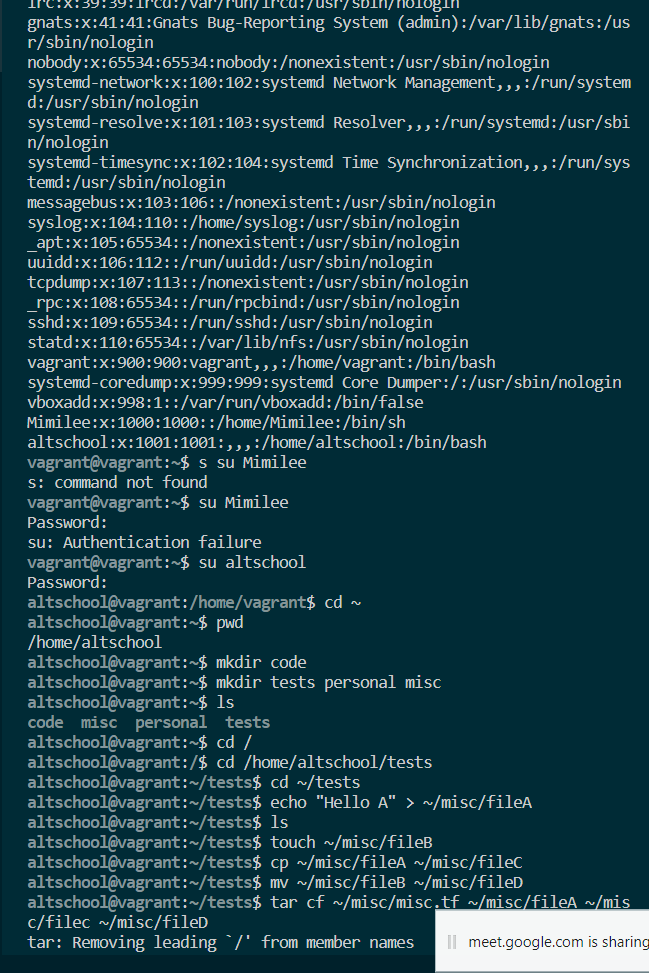 irc:x:39:39:ircd:/var/run/ircd:/usr/sbin/nologin
gnats:x:41:41:Gnats Bug-Reporting System (admin):/var/lib/gnats:/us
r/sbin/nologin
nobody:x:65534:65534:nobody:/nonexistent:/usr/sbin/nologin
systemd-network:x:100:102:systemd Network Management,,,:/run/system
d:/usr/sbin/nologin
systemd-resolve:x:101:103:systemd Resolver,,,:/run/systemd:/usr/sbi
n/nologin
systemd-timesync:x:102:104:systemd Time Synchronization,,,:/run/sys
temd:/usr/sbin/nologin
messagebus:x:103:106::/nonexistent:/usr/sbin/nologin
syslog:x:104:110::/home/syslog:/usr/sbin/nologin
_apt:x:105:65534::/nonexistent:/usr/sbin/nologin
uuidd:x:106:112::/run/uuidd:/usr/sbin/nologin
tcpdump:x:107:113::/nonexistent:/usr/sbin/nologin
_rpc:x:108:65534::/run/rpcbind:/usr/sbin/nologin
sshd:x:109:65534::/run/sshd:/usr/sbin/nologin
statd:x:110:65534::/var/lib/nfs:/usr/sbin/nologin
vagrant:x:900:900:vagrant,,,:/home/vagrant:/bin/bash
systemd-coredump:x:999:999:systemd Core Dumper:/:/usr/sbin/nologin
vboxadd:x:998:1::/var/run/vboxadd:/bin/false
Mimilee:x:1000:1000::/home/Mimilee:/bin/sh
altschool:x:1001:1001:,,,:/home/altschool:/bin/bash
vagrant@vagrant:~$ s su Mimilee
s: command not found
vagrant@vagrant:~$ su Mimilee
Password:
su: Authentication failure
vagrant@vagrant:~$ su altschool
Password:
altschool@vagrant:/home/vagrant$ cd ~
altschool@vagrant:~$ pwd
/home/altschool
altschool@vagrant:~$ mkdir code
altschool@vagrant:~$ mkdir tests personal misc
altschool@vagrant:~$ ls
code  misc  personal  tests
altschool@vagrant:~$ cd /
altschool@vagrant:/$ cd /home/altschool/tests
altschool@vagrant:~/tests$ cd ~/tests
altschool@vagrant:~/tests$ echo "Hello A" > ~/misc/fileA
altschool@vagrant:~/tests$ ls
altschool@vagrant:~/tests$ touch ~/misc/fileB
altschool@vagrant:~/tests$ cp ~/misc/fileA ~/misc/fileC
altschool@vagrant:~/tests$ mv ~/misc/fileB ~/misc/fileD
altschool@vagrant:~/tests$ tar cf ~/misc/misc.tf ~/misc/fileA ~/mis
c/filec ~/misc/fileD
tar: Removing leading `/' from member names
meet.google.com is sharing